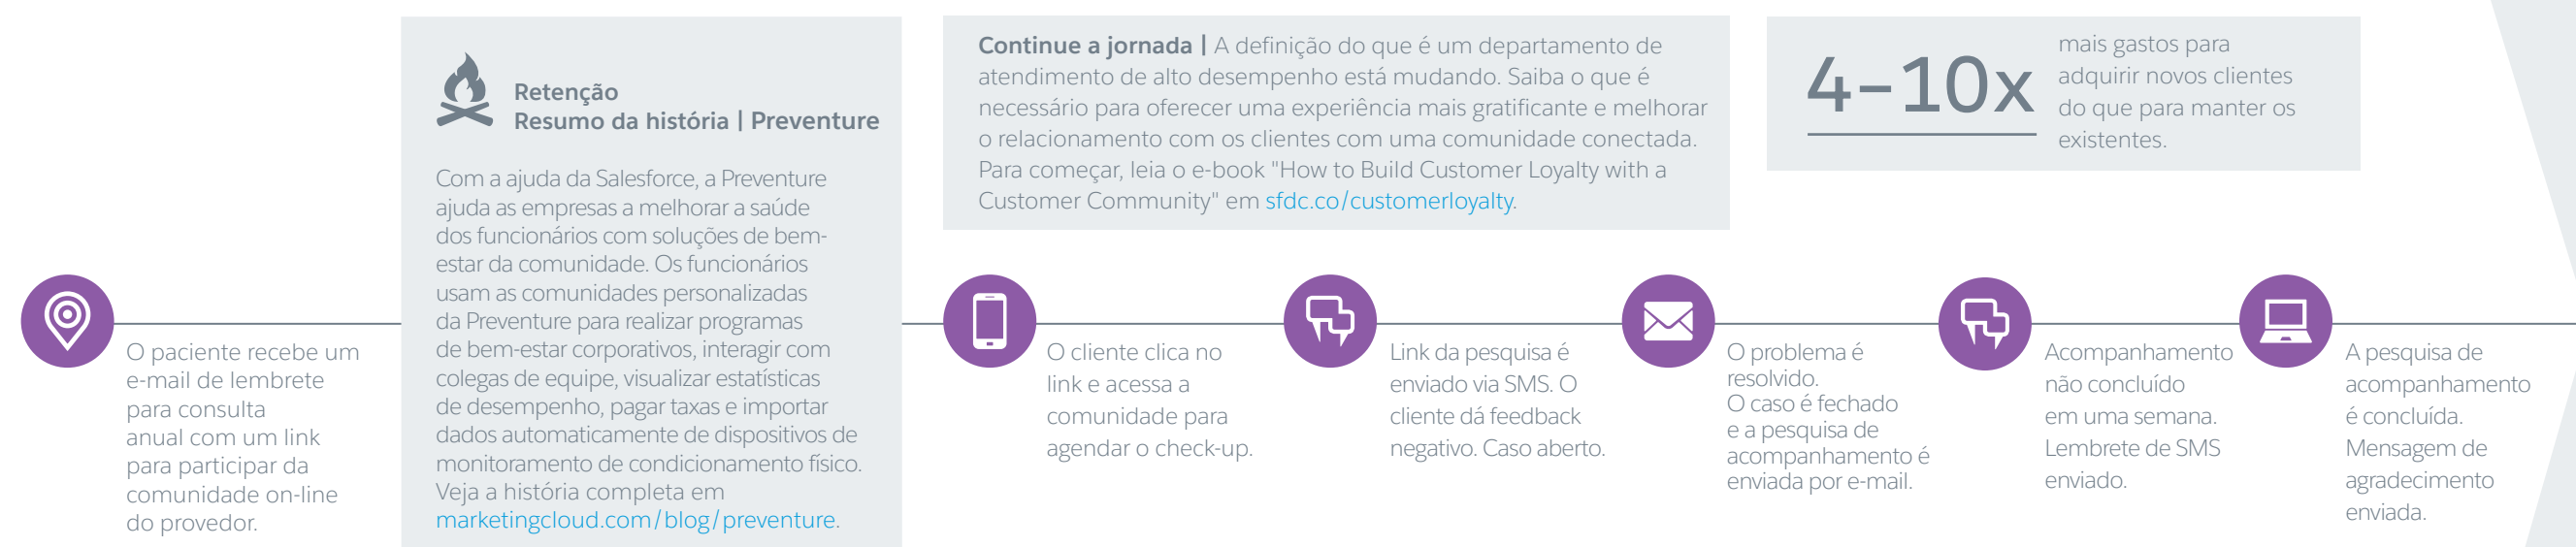 O paciente recebe um
e-mail de lembrete
para consulta
anual com um link
para participar da
comunidade on-line
do provedor.
Retenção
Resumo da história | Preventure
Com a ajuda da Salesforce, a Preventure
ajuda as empresas a melhorar a saúde
dos funcionários com soluções de bem-
estar da comunidade. Os funcionários
usam as comunidades personalizadas
da Preventure para realizar programas
de bem-estar corporativos, interagir com
colegas de equipe, visualizar estatísticas
de desempenho, pagar taxas e importar
dados automaticamente de dispositivos de
monitoramento de condicionamento físico.
Veja a história completa em
marketingcloud.com/blog/preventure.
Continue a jornada | A definição do que é um departamento de
atendimento de alto desempenho está mudando. Saiba o que é
necessário para oferecer uma experiência mais gratificante e melhorar
o relacionamento com os clientes com uma comunidade conectada.
Para começar, leia o e-book "How to Build Customer Loyalty with a
Customer Community" em sfdc.co/customerloyalty.
4-10x
mais gastos para
adquirir novos clientes
do que para manter os
existentes.
O cliente clica no
link e acessa a
comunidade para
agendar o check-up.
Link da pesquisa é
enviado via SMS. O
cliente dá feedback
negativo. Caso aberto.
O problema é
resolvido.
O caso é fechado
e a pesquisa de
acompanhamento é
enviada por e-mail.
Acompanhamento
não concluído
em uma semana.
Lembrete de SMS
enviado.
A pesquisa de
acompanhamento
é concluída.
Mensagem de
agradecimento
enviada.